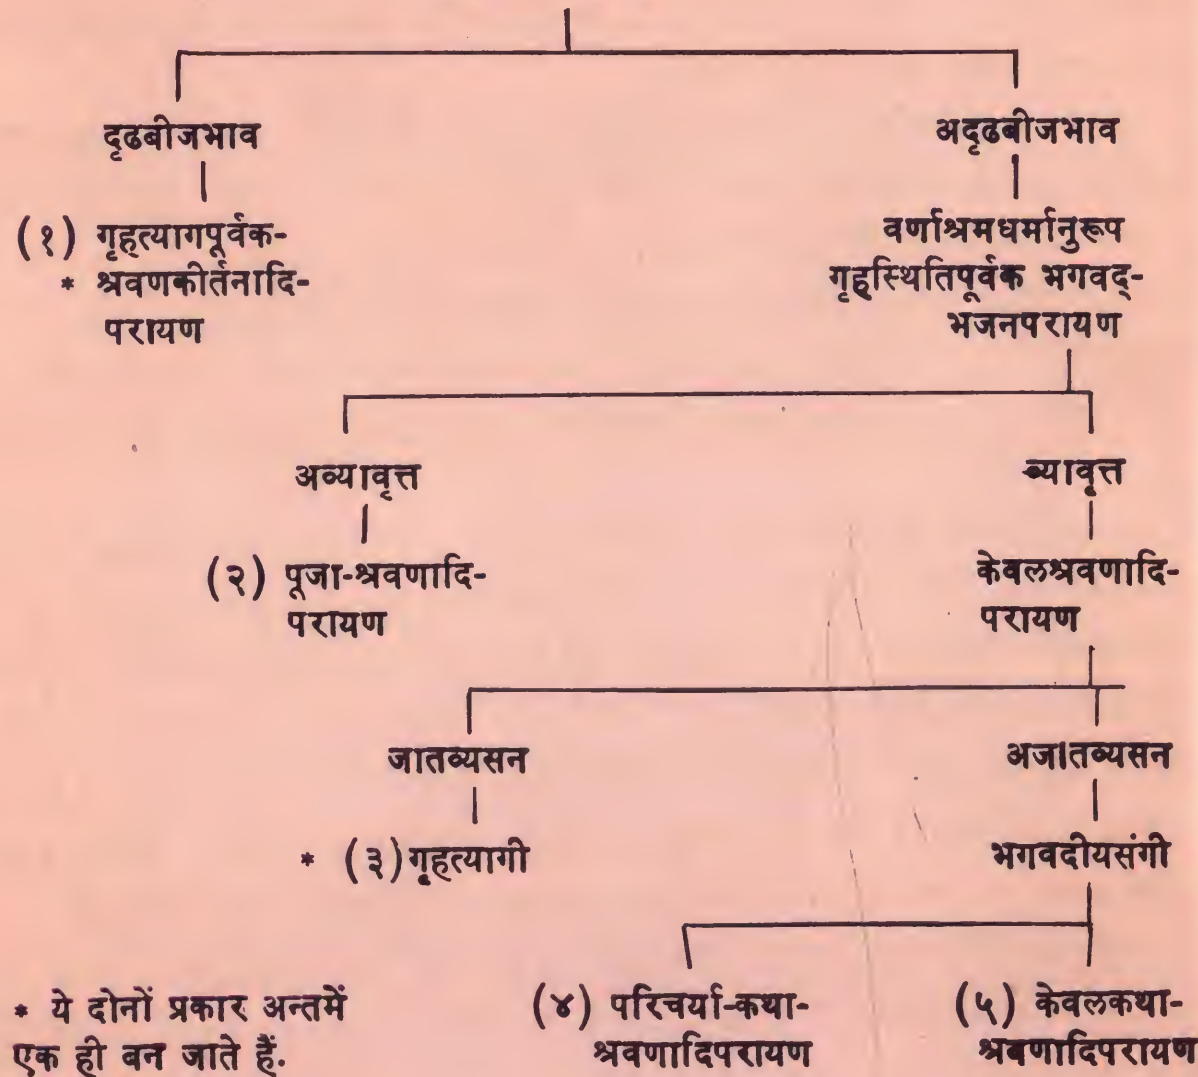 दृढबीजभाव
अदृढबीजभाव
(१) गृहत्यागपूर्वक-
* श्रवणकीर्तनादि-
परायण
वर्णाश्रमधर्मानुरूप
गृहस्थितिपूर्वक भगवद्-
भजनपरायण
अव्यावृत्त
व्यावृत्त
(२) पूजा-श्रवणादि-
परायण
केवलश्रवणादि-
परायण
जातव्यसन
अजातव्यसन
* (३) गृहत्यागी
भगवदीयसंगी
* ये दोनों प्रकार अन्तमें
एक ही बन जाते हैं.
(४) परिचर्या-कथा-
श्रवणादिपरायण
(५) केवलकथा-
श्रवणादिपरायण